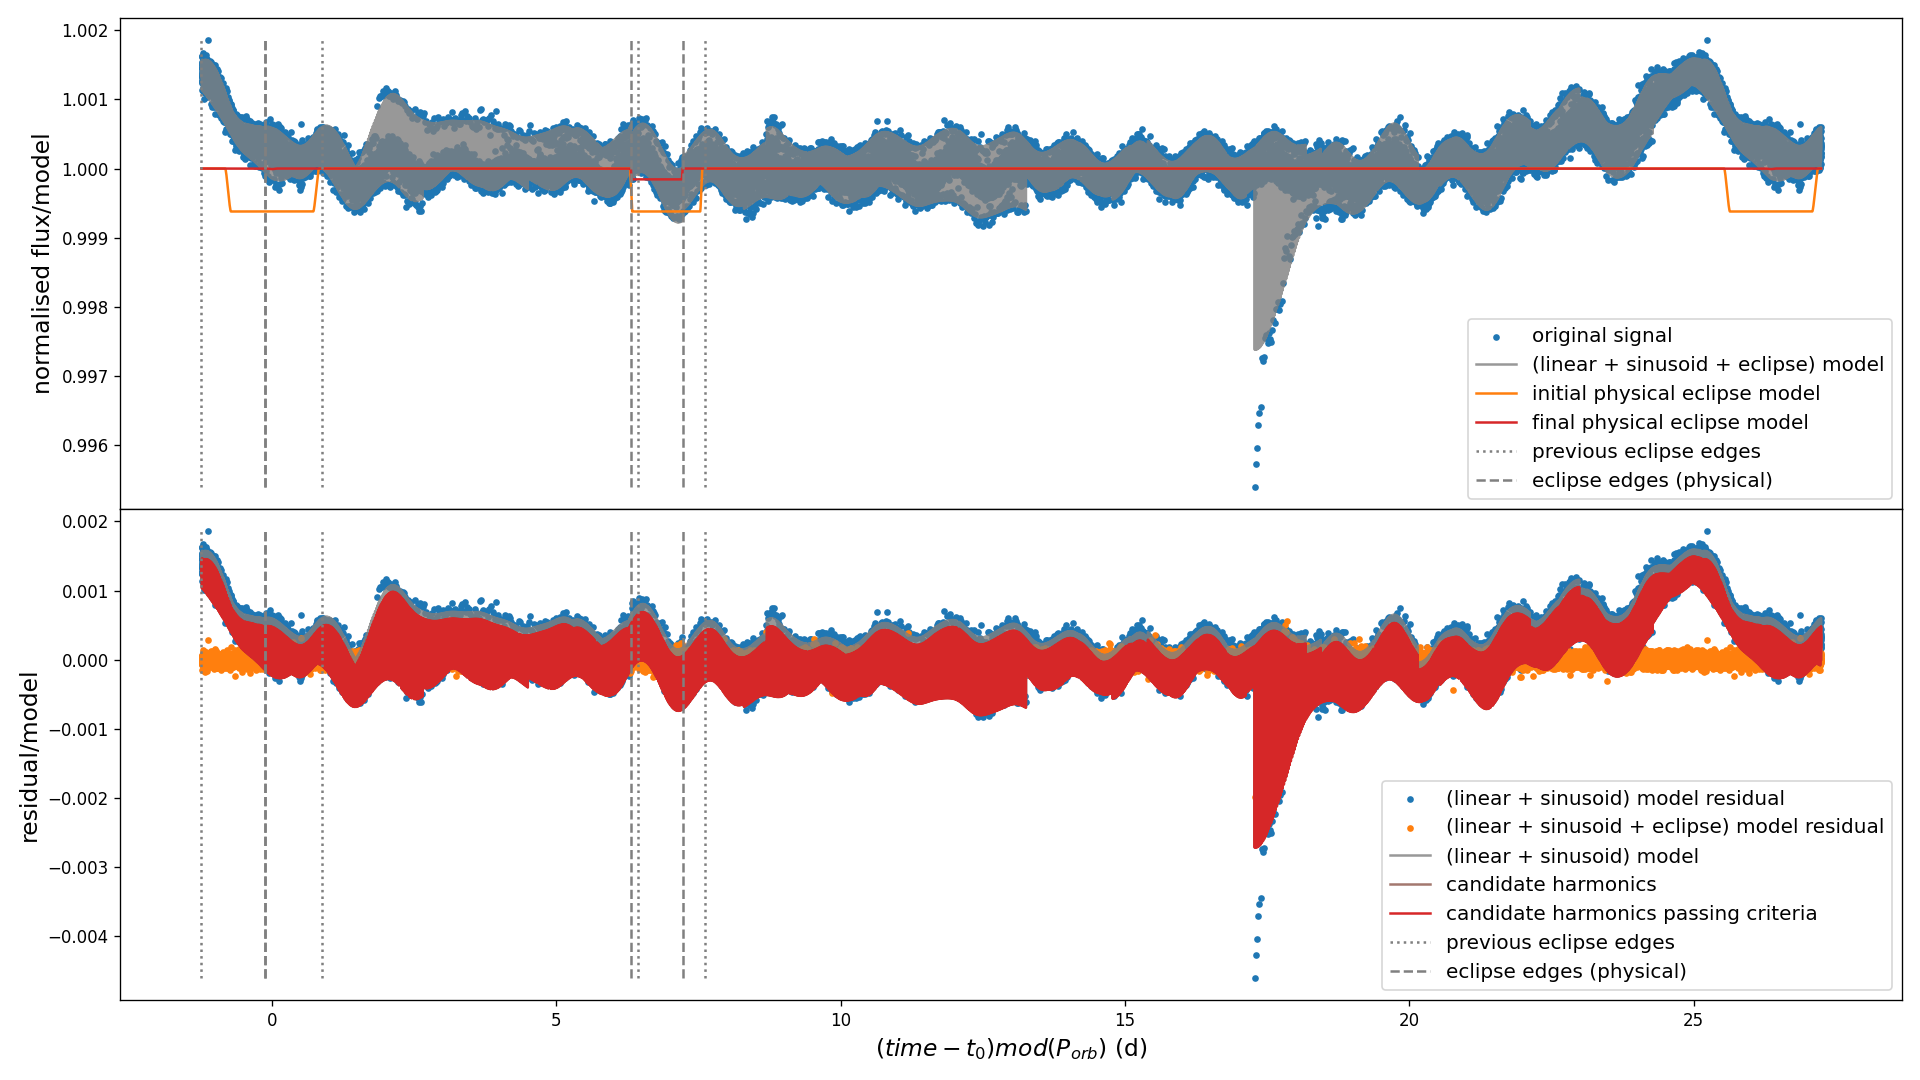 1.002
1.001
1.000
0.999
0.998
0.997
0.996
normalised flux/model
original signal
(linear + sinusoid + eclipse) model
initial physical eclipse model
final physical eclipse model
previous eclipse edges
eclipse edges (physical)
0.002
0.001
0.000
−0.001
−0.002
−0.003
−0.004
residual/model
(linear + sinusoid) model residual
(linear + sinusoid + eclipse) model residual
(linear + sinusoid) model
candidate harmonics
candidate harmonics passing criteria
previous eclipse edges
eclipse edges (physical)
0 5 10 15 20 25
(time − t₀)mod(Pₒᵣb) (d)